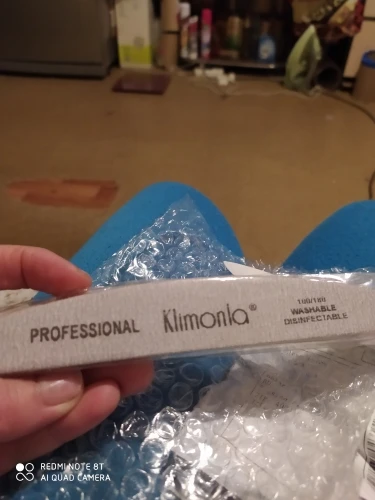 PROFESSIONAL Klimonla®
100/180
WASHABLE
DISINFECTABLE
REDMI NOTE 8T
AI QUAD CAMERA